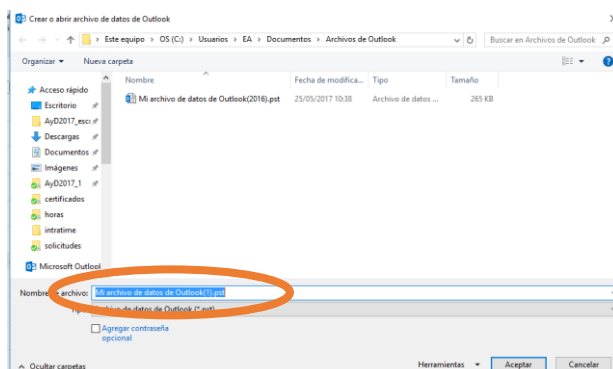 Crear o abrir archivo de datos de Outlook
Este equipo > OS (C:) > Usuarios > EA > Documentos > Archivos de Outlook
Buscar en Archivos de Outlook
Organizar
Nueva carpeta
Nombre
Fecha de modifica...
Tipo
Tamaño
Acceso rápido
Mi archivo de datos de Outlook(2016).pst
25/05/2017 10:38
Archivo de datos ...
265 KB
Escritorio
AyD2017_esci
Descargas
Documentos
Imágenes
AyD2017_1
certificados
horas
intratime
solicitudes
Microsoft Outlool
Nombre de archivo: Mi archivo de datos de Outlook(1).pst
Archivo de datos de Outlook (*.pst)
Agregar contraseña
opcional
Ocultar carpetas
Herramientas
Aceptar
Cancelar